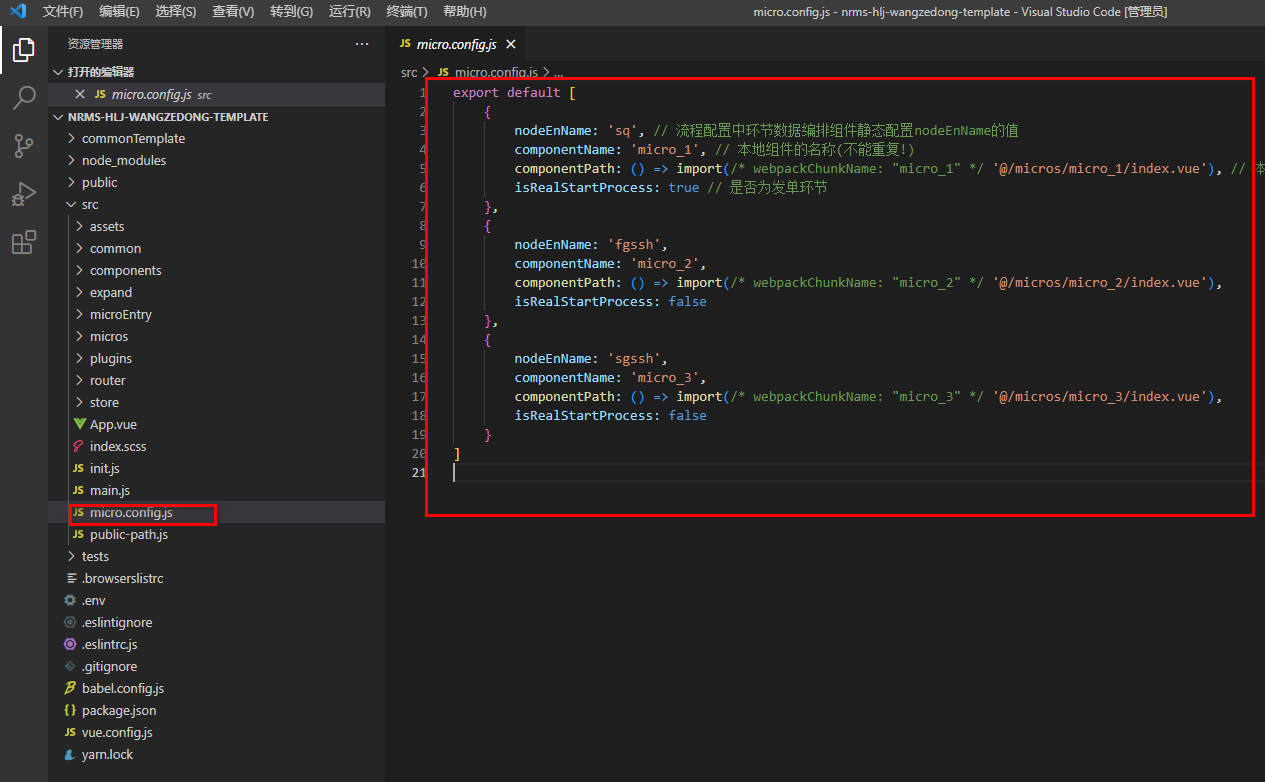 文件(F) 编辑(E) 选择(S) 查看(V) 转到(G) 运行(R) 终端(T) 帮助(H) micro.config.js - nrms-hlj-wangzedong-template - Visual Studio Code [管理员]
资源管理器 ···
打开的编辑器
JS micro.config.js src
NRMS-HLJ-WANGZEDONG-TEMPLATE
commonTemplate
node_modules
public
src
assets
common
components
expand
microEntry
micros
plugins
router
store
App.vue
index.scss
JS init.js
JS main.js
JS micro.config.js
JS public-path.js
tests
.browserslistrc
.env
.eslintignore
.eslintrc.js
.gitignore
babel.config.js
{} package.json
JS vue.config.js
yarn.lock
JS micro.config.js
src > JS micro.config.js > ...
1 export default [
2 {
3 nodeEnName: 'sq', // 流程配置中环节数据编排组件静态配置nodeEnName的值
4 componentName: 'micro_1', // 本地组件的名称(不能重复!)
5 componentPath: () => import(/* webpackChunkName: "micro_1" */ '@/micros/micro_1/index.vue'), // 本
6 isRealStartProcess: true // 是否为发单环节
7 },
8 {
9 nodeEnName: 'fgssh',
10 componentName: 'micro_2',
11 componentPath: () => import(/* webpackChunkName: "micro_2" */ '@/micros/micro_2/index.vue'),
12 isRealStartProcess: false
13 },
14 {
15 nodeEnName: 'sgssh',
16 componentName: 'micro_3',
17 componentPath: () => import(/* webpackChunkName: "micro_3" */ '@/micros/micro_3/index.vue'),
18 isRealStartProcess: false
19 }
20 ]
21